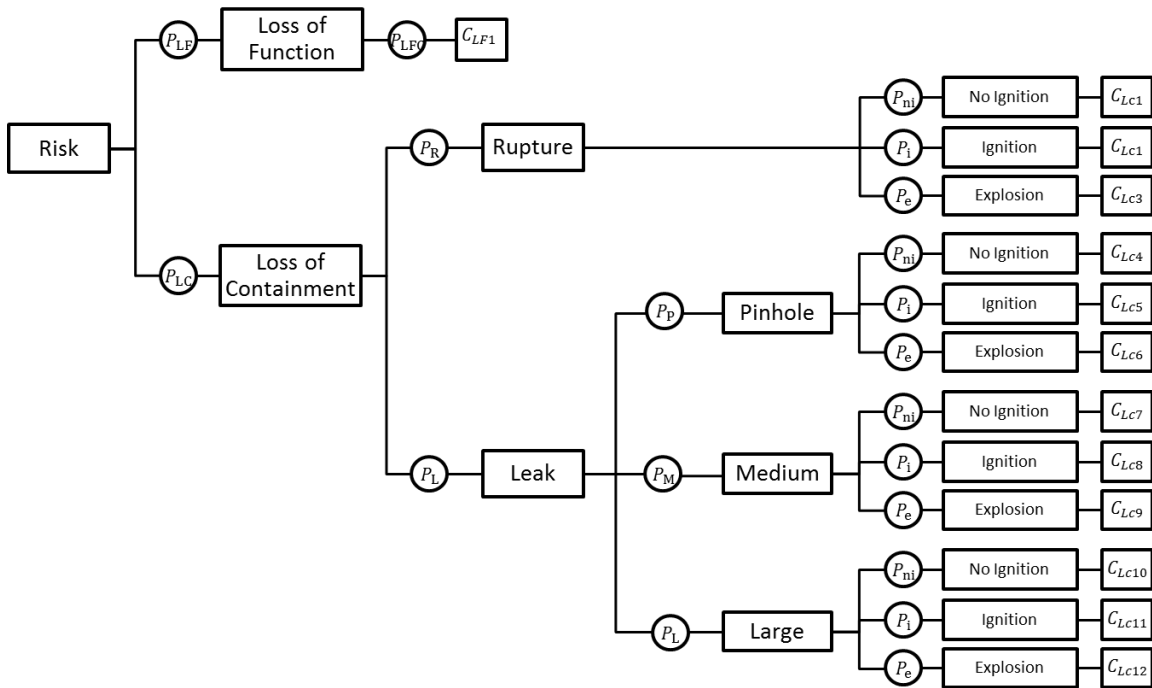 P_LF
Loss of
Function
P_LFC
C_LF1
Risk
P_LC
Loss of
Containment
P_R
Rupture
P_ni
No Ignition
C_Lc1
P_i
Ignition
C_Lc1
P_e
Explosion
C_Lc3
P_L
Leak
P_P
Pinhole
P_ni
No Ignition
C_Lc4
P_i
Ignition
C_Lc5
P_e
Explosion
C_Lc6
P_M
Medium
P_ni
No Ignition
C_Lc7
P_i
Ignition
C_Lc8
P_e
Explosion
C_Lc9
P_L
Large
P_ni
No Ignition
C_Lc10
P_i
Ignition
C_Lc11
P_e
Explosion
C_Lc12